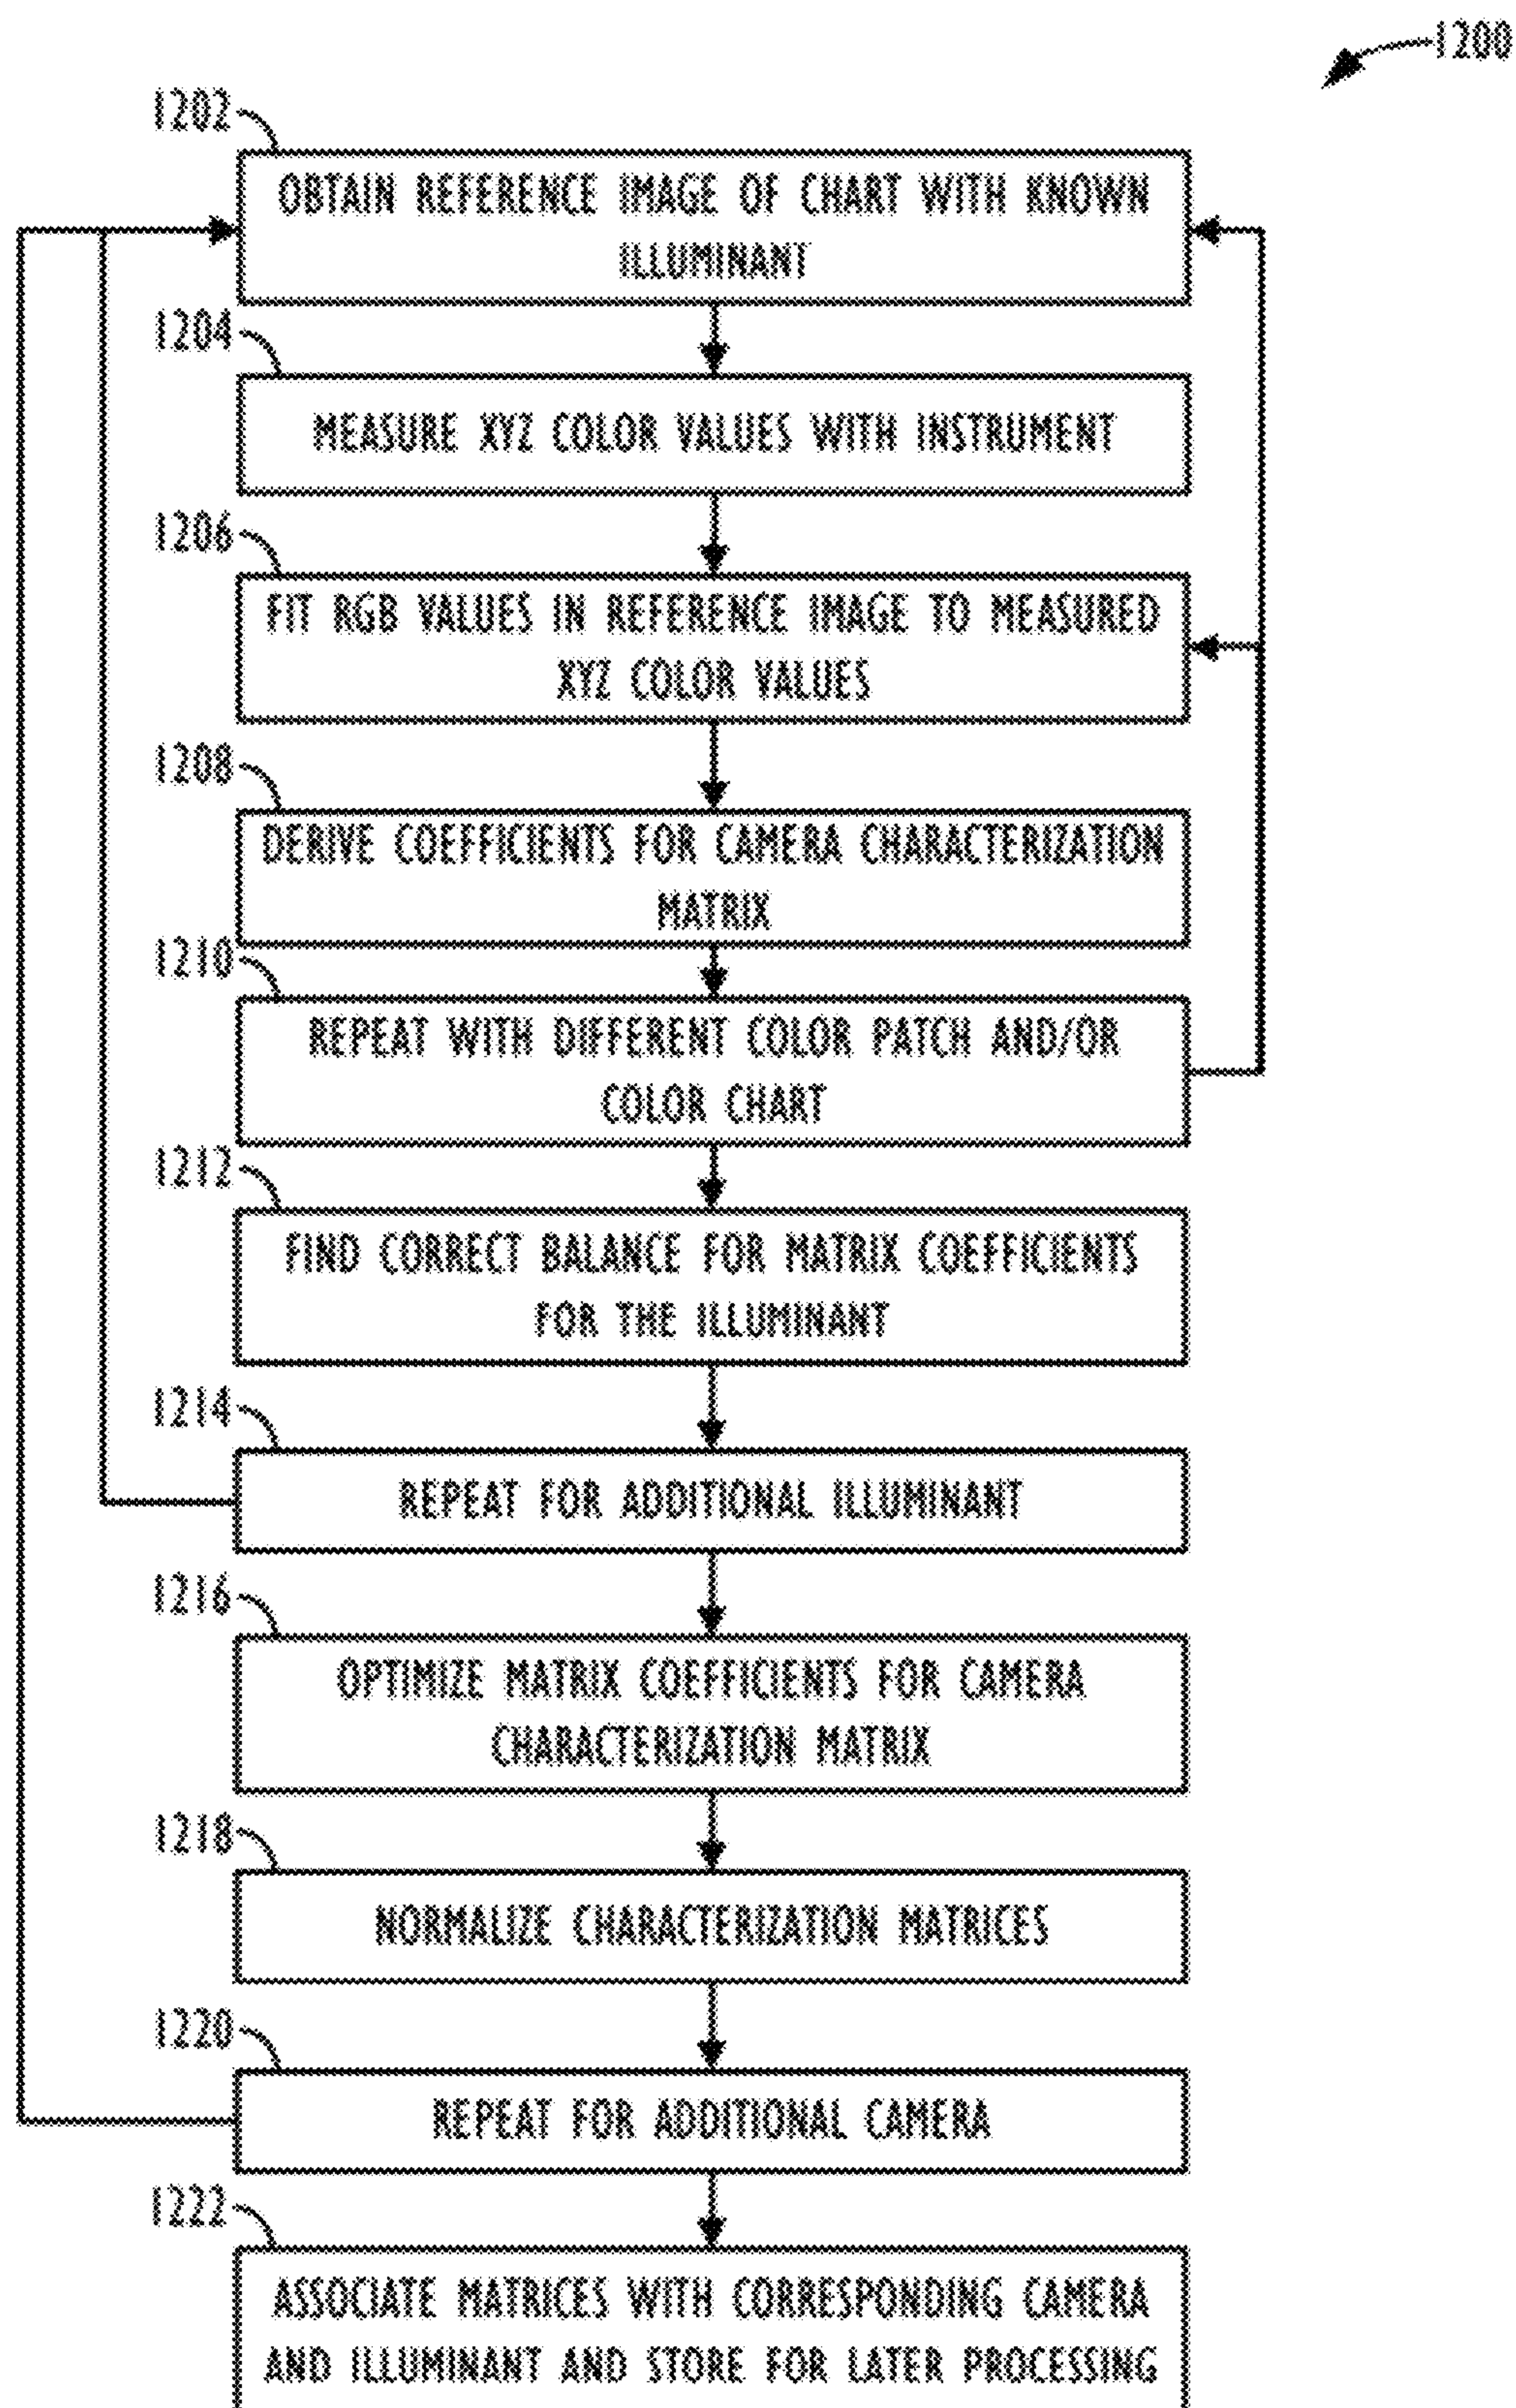 1200
1202
OBTAIN REFERENCE IMAGE OF CHART WITH KNOWN
ILLUMINANT
1204
MEASURE XYZ COLOR VALUES WITH INSTRUMENT
1206
FIT RGB VALUES IN REFERENCE IMAGE TO MEASURED
XYZ COLOR VALUES
1208
DERIVE COEFFICIENTS FOR CAMERA CHARACTERIZATION
MATRIX
1210
REPEAT WITH DIFFERENT COLOR PATCH AND/OR
COLOR CHART
1212
FIND CORRECT BALANCE FOR MATRIX COEFFICIENTS
FOR THE ILLUMINANT
1214
REPEAT FOR ADDITIONAL ILLUMINANT
1216
OPTIMIZE MATRIX COEFFICIENTS FOR CAMERA
CHARACTERIZATION MATRIX
1218
NORMALIZE CHARACTERIZATION MATRICES
1220
REPEAT FOR ADDITIONAL CAMERA
1222
ASSOCIATE MATRICES WITH CORRESPONDING CAMERA
AND ILLUMINANT AND STORE FOR LATER PROCESSING